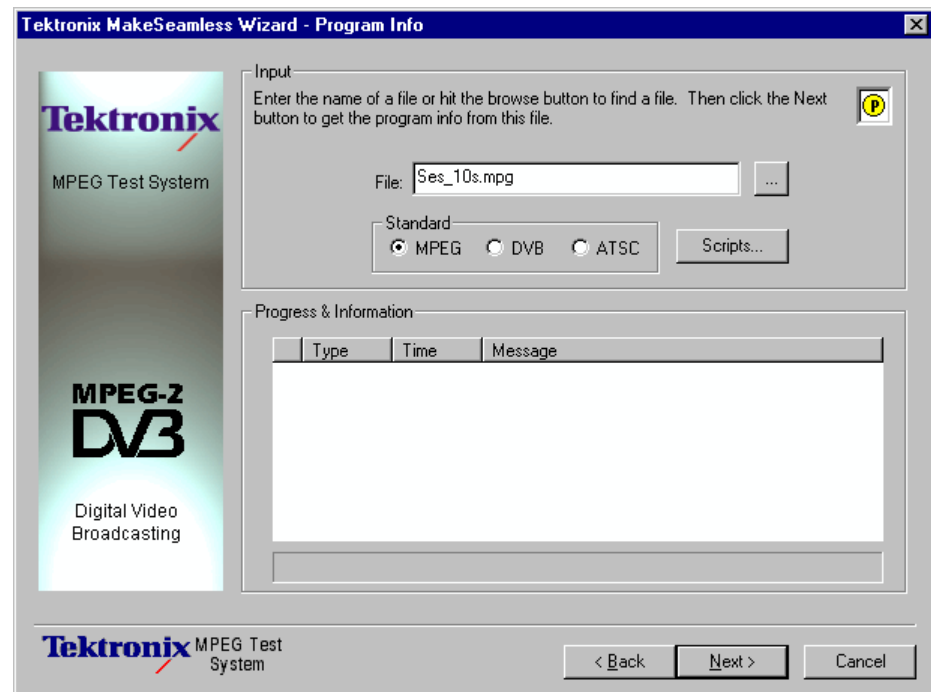 Tektronix MakeSeamless Wizard - Program Info
Tektronix
MPEG Test System
MPEG-2
DVB
Digital Video
Broadcasting
Input
Enter the name of a file or hit the browse button to find a file. Then click the Next
button to get the program info from this file.
P
File: Ses_10s.mpg ...
Standard
MPEG DVB ATSC Scripts...
Progress & Information
Type Time Message
Tektronix MPEG Test
System
< Back Next > Cancel